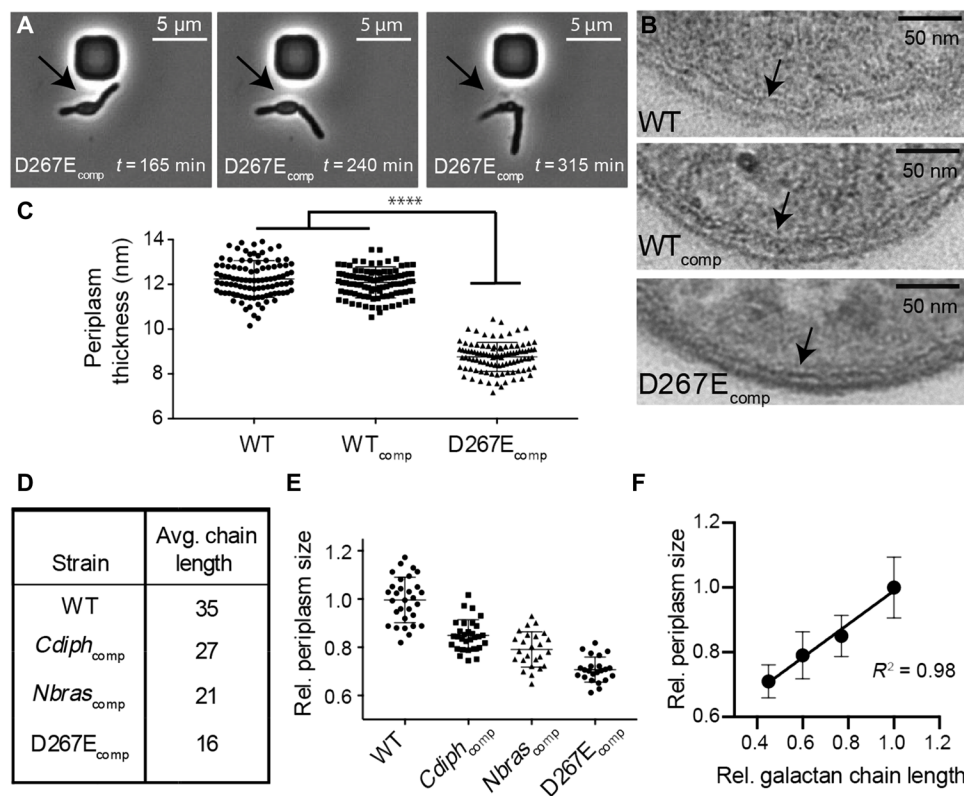 A
5 µm
5 µm
5 µm
D267Ecomp t = 165 min
D267Ecomp t = 240 min
D267Ecomp t = 315 min
B
50 nm
WT
50 nm
WTcomp
50 nm
D267Ecomp
C
****
Periplasm
thickness (nm)
14
12
10
8
6
WT
WTcomp
D267Ecomp
D
Strain
Avg. chain
length
WT 35
Cdiphcomp 27
Nbrascomp 21
D267Ecomp 16
E
Rel. periplasm size
1.2
1.0
0.8
0.6
WT
Cdiphcomp
Nbrascomp
D267Ecomp
F
Rel. periplasm size
1.2
1.0
0.8
0.6
R² = 0.98
0.4 0.6 0.8 1.0 1.2
Rel. galactan chain length